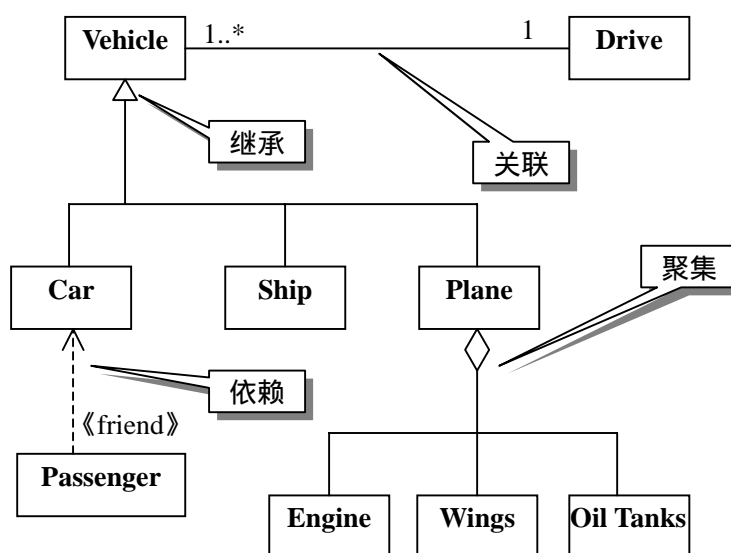 Vehicle 1..* 1 Drive
继承
关联
Car Ship Plane
聚集
依赖
《friend》
Passenger
Engine Wings Oil Tanks